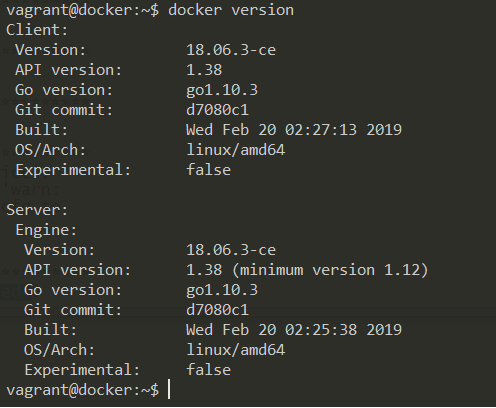 vagrant@docker:~$ docker version
Client:
 Version:           18.06.3-ce
 API version:       1.38
 Go version:        go1.10.3
 Git commit:        d7080c1
 Built:             Wed Feb 20 02:27:13 2019
 OS/Arch:           linux/amd64
 Experimental:      false

Server:
 Engine:
  Version:          18.06.3-ce
  API version:      1.38 (minimum version 1.12)
  Go version:       go1.10.3
  Git commit:       d7080c1
  Built:            Wed Feb 20 02:25:38 2019
  OS/Arch:          linux/amd64
  Experimental:     false
vagrant@docker:~$